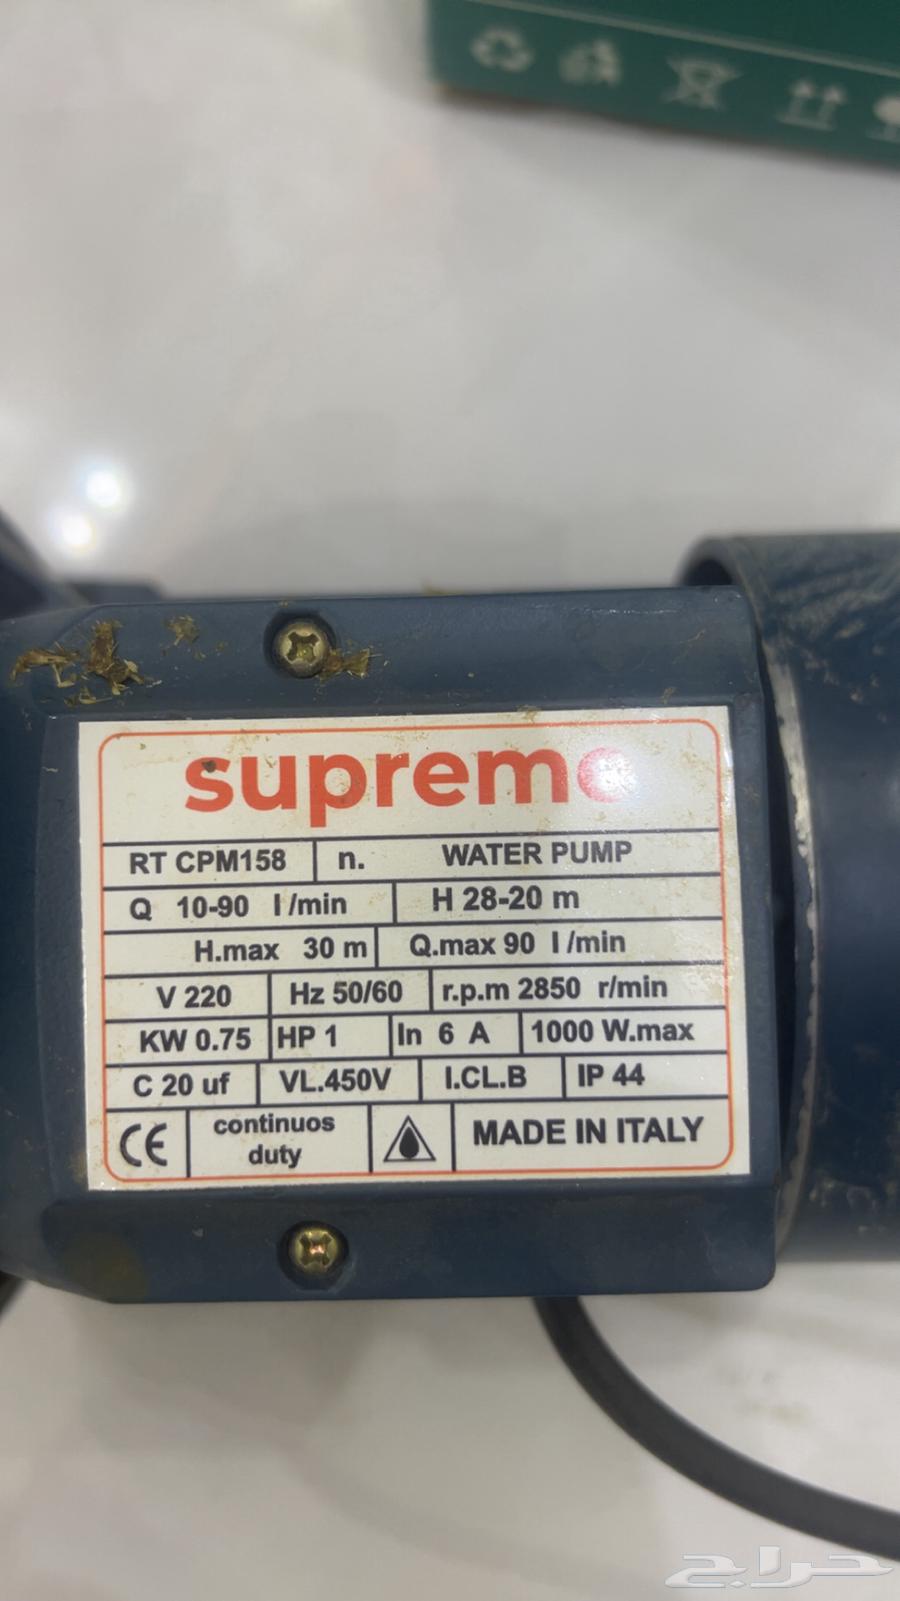 supreme
RT CPM158 n. WATER PUMP
Q 10-90 l/min H 28-20 m
H.max 30 m Q.max 90 l/min
V 220 Hz 50/60 r.p.m 2850 r/min
KW 0.75 HP 1 In 6 A 1000 W.max
C 20 uf VL.450V I.CL.B IP 44
CE continuos duty MADE IN ITALY
حراج